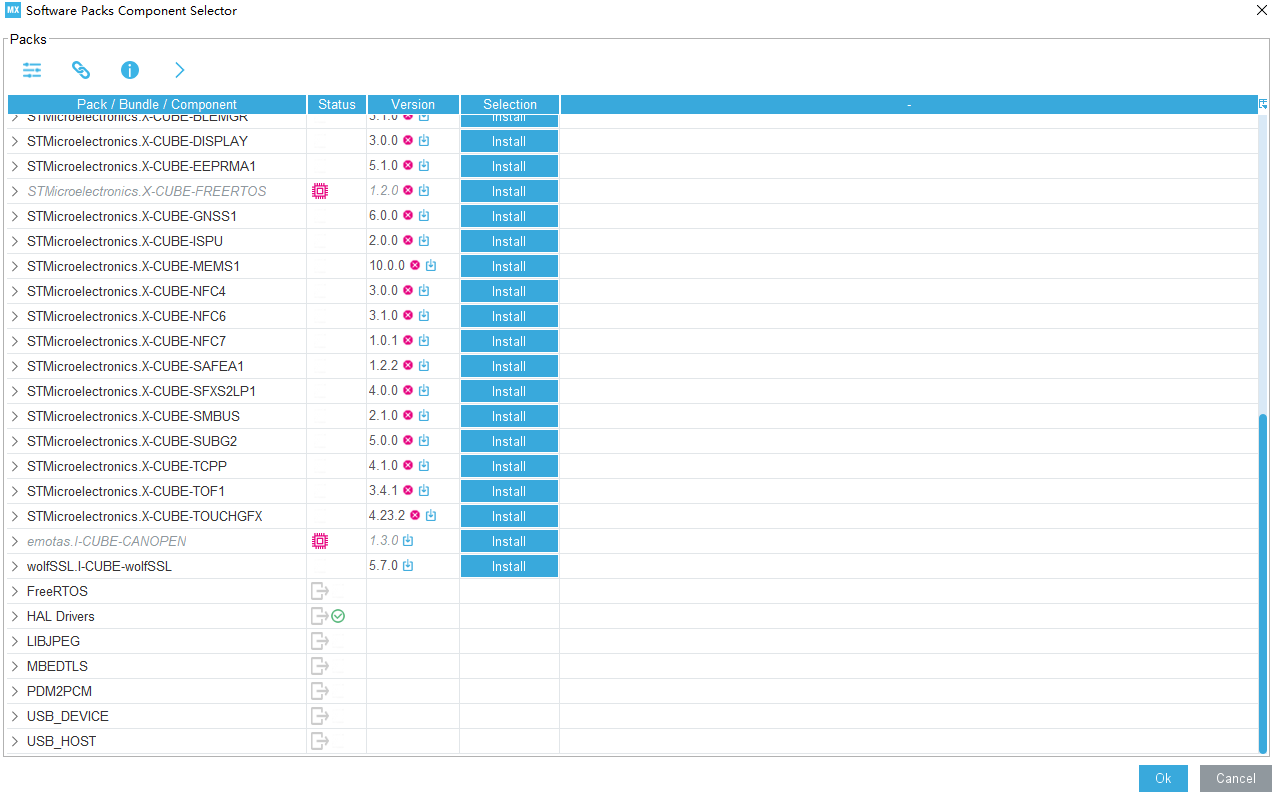 MX Software Packs Component Selector
Packs
Pack / Bundle / Component Status Version Selection -
STMicroelectronics.X-CUBE-BLEMGR 3.1.0 Install
STMicroelectronics.X-CUBE-DISPLAY 3.0.0 Install
STMicroelectronics.X-CUBE-EEPRMA1 5.1.0 Install
STMicroelectronics.X-CUBE-FREERTOS 1.2.0 Install
STMicroelectronics.X-CUBE-GNSS1 6.0.0 Install
STMicroelectronics.X-CUBE-ISPU 2.0.0 Install
STMicroelectronics.X-CUBE-MEMS1 10.0.0 Install
STMicroelectronics.X-CUBE-NFC4 3.0.0 Install
STMicroelectronics.X-CUBE-NFC6 3.1.0 Install
STMicroelectronics.X-CUBE-NFC7 1.0.1 Install
STMicroelectronics.X-CUBE-SAFEA1 1.2.2 Install
STMicroelectronics.X-CUBE-SFXS2LP1 4.0.0 Install
STMicroelectronics.X-CUBE-SMBUS 2.1.0 Install
STMicroelectronics.X-CUBE-SUBG2 5.0.0 Install
STMicroelectronics.X-CUBE-TCPP 4.1.0 Install
STMicroelectronics.X-CUBE-TOF1 3.4.1 Install
STMicroelectronics.X-CUBE-TOUCHGFX 4.23.2 Install
emotas.I-CUBE-CANOPEN 1.3.0 Install
wolfSSL.I-CUBE-wolfSSL 5.7.0 Install
FreeRTOS
HAL Drivers
LIBJPEG
MBEDTLS
PDM2PCM
USB_DEVICE
USB_HOST
Ok Cancel